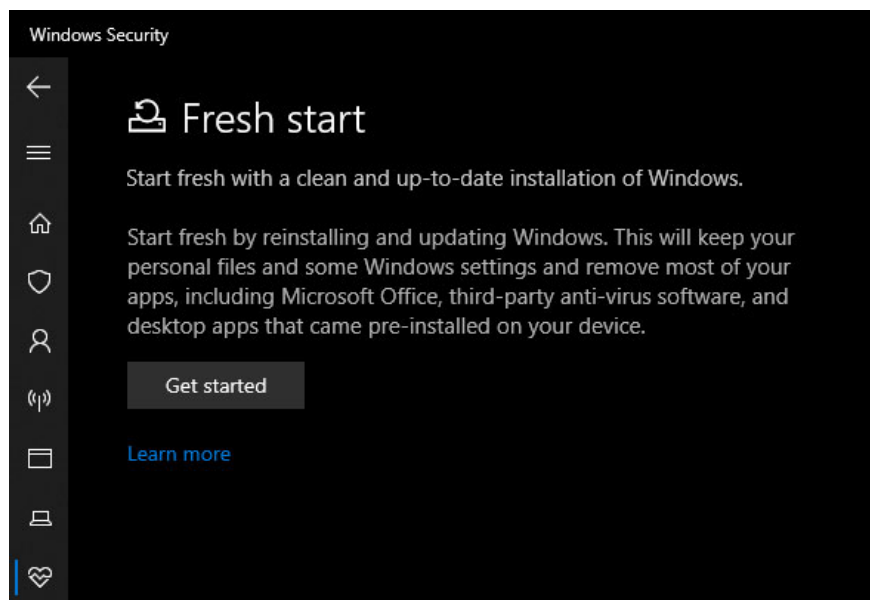 Windows Security
Fresh start
Start fresh with a clean and up-to-date installation of Windows.
Start fresh by reinstalling and updating Windows. This will keep your
personal files and some Windows settings and remove most of your
apps, including Microsoft Office, third-party anti-virus software, and
desktop apps that came pre-installed on your device.
Get started
Learn more